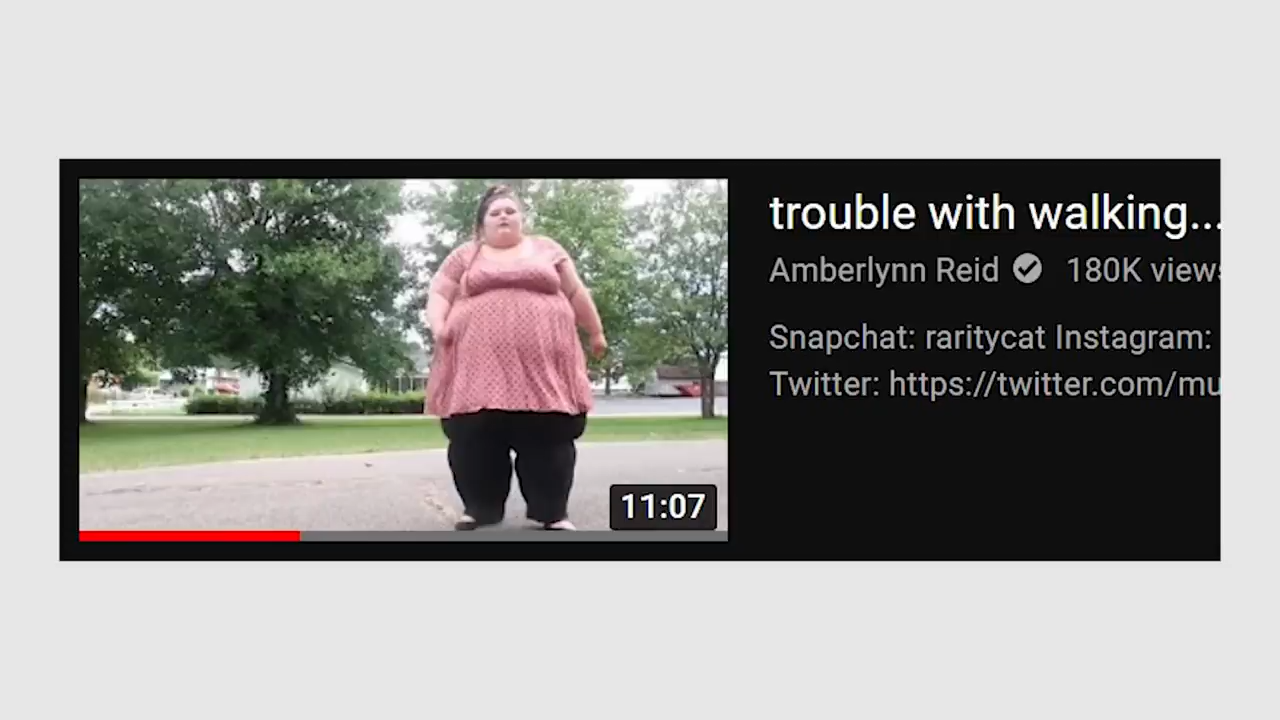 trouble with walking...
Amberlynn Reid 180K views
Snapchat: raritycat Instagram:
Twitter: https://twitter.com/mu
11:07